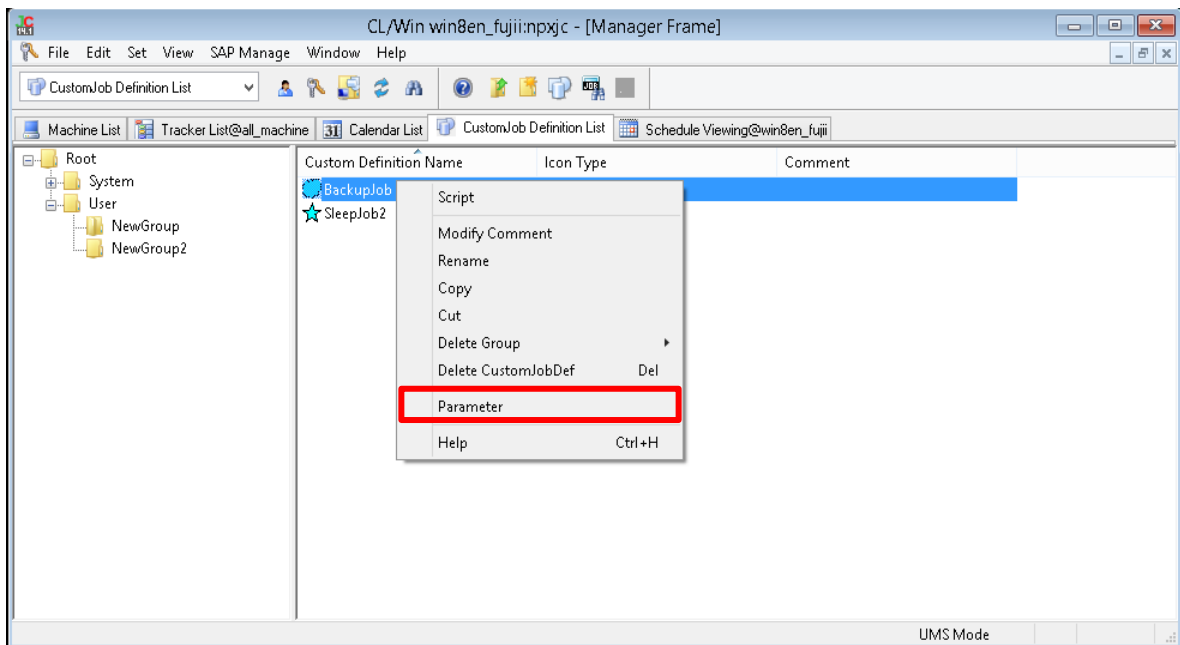 CL/Win win8en_fujii:npxjc - [Manager Frame]
File Edit Set View SAP Manage Window Help
CustomJob Definition List
Machine List Tracker List@all_machine 31 Calendar List CustomJob Definition List Schedule Viewing@win8en_fujii
Root
System
User
NewGroup
NewGroup2
Custom Definition Name Icon Type Comment
BackupJob
SleepJob2
Script
Modify Comment
Rename
Copy
Cut
Delete Group
Delete CustomJobDef Del
Parameter
Help Ctrl+H
UMS Mode